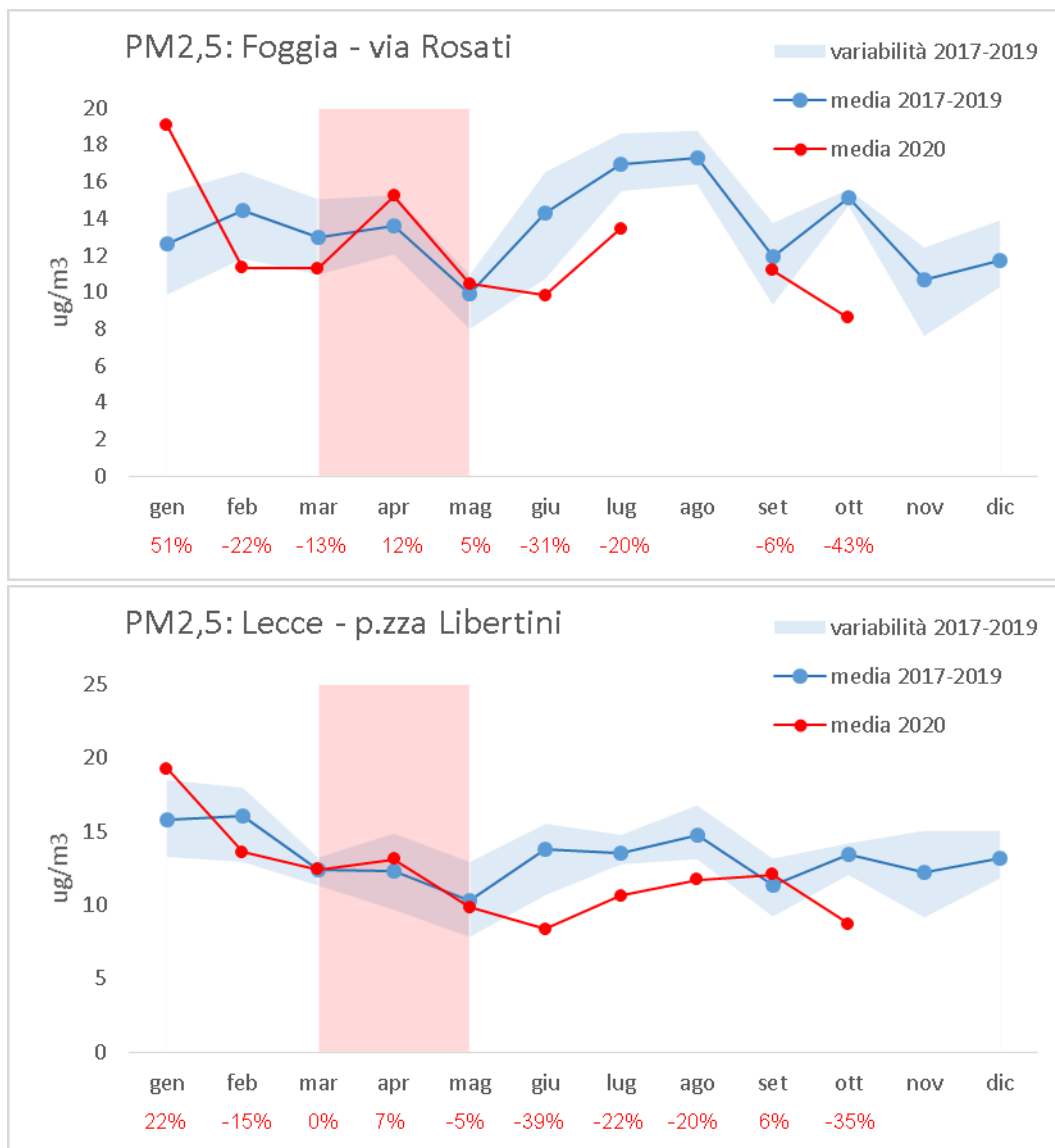 PM2,5: Foggia - via Rosati
variabilità 2017-2019
media 2017-2019
media 2020
ug/m3
20
18
16
14
12
10
8
6
4
2
0
gen feb mar apr mag giu lug ago set ott nov dic
51% -22% -13% 12% 5% -31% -20% -6% -43%
PM2,5: Lecce - p.zza Libertini
variabilità 2017-2019
media 2017-2019
media 2020
ug/m3
25
20
15
10
5
0
gen feb mar apr mag giu lug ago set ott nov dic
22% -15% 0% 7% -5% -39% -22% -20% 6% -35%